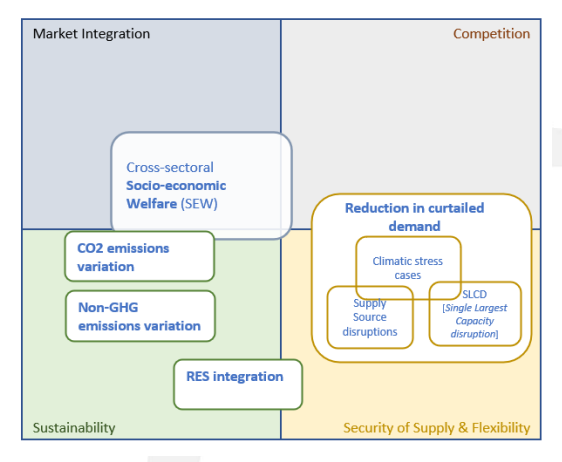 Market Integration
Competition
Cross-sectoral
Socio-economic
Welfare (SEW)
Reduction in curtailed
demand
CO2 emissions
variation
Climatic stress
cases
Non-GHG
emissions variation
Supply
Source
disruptions
SLCD
[Single Largest
Capacity
disruption]
RES integration
Sustainability
Security of Supply & Flexibility